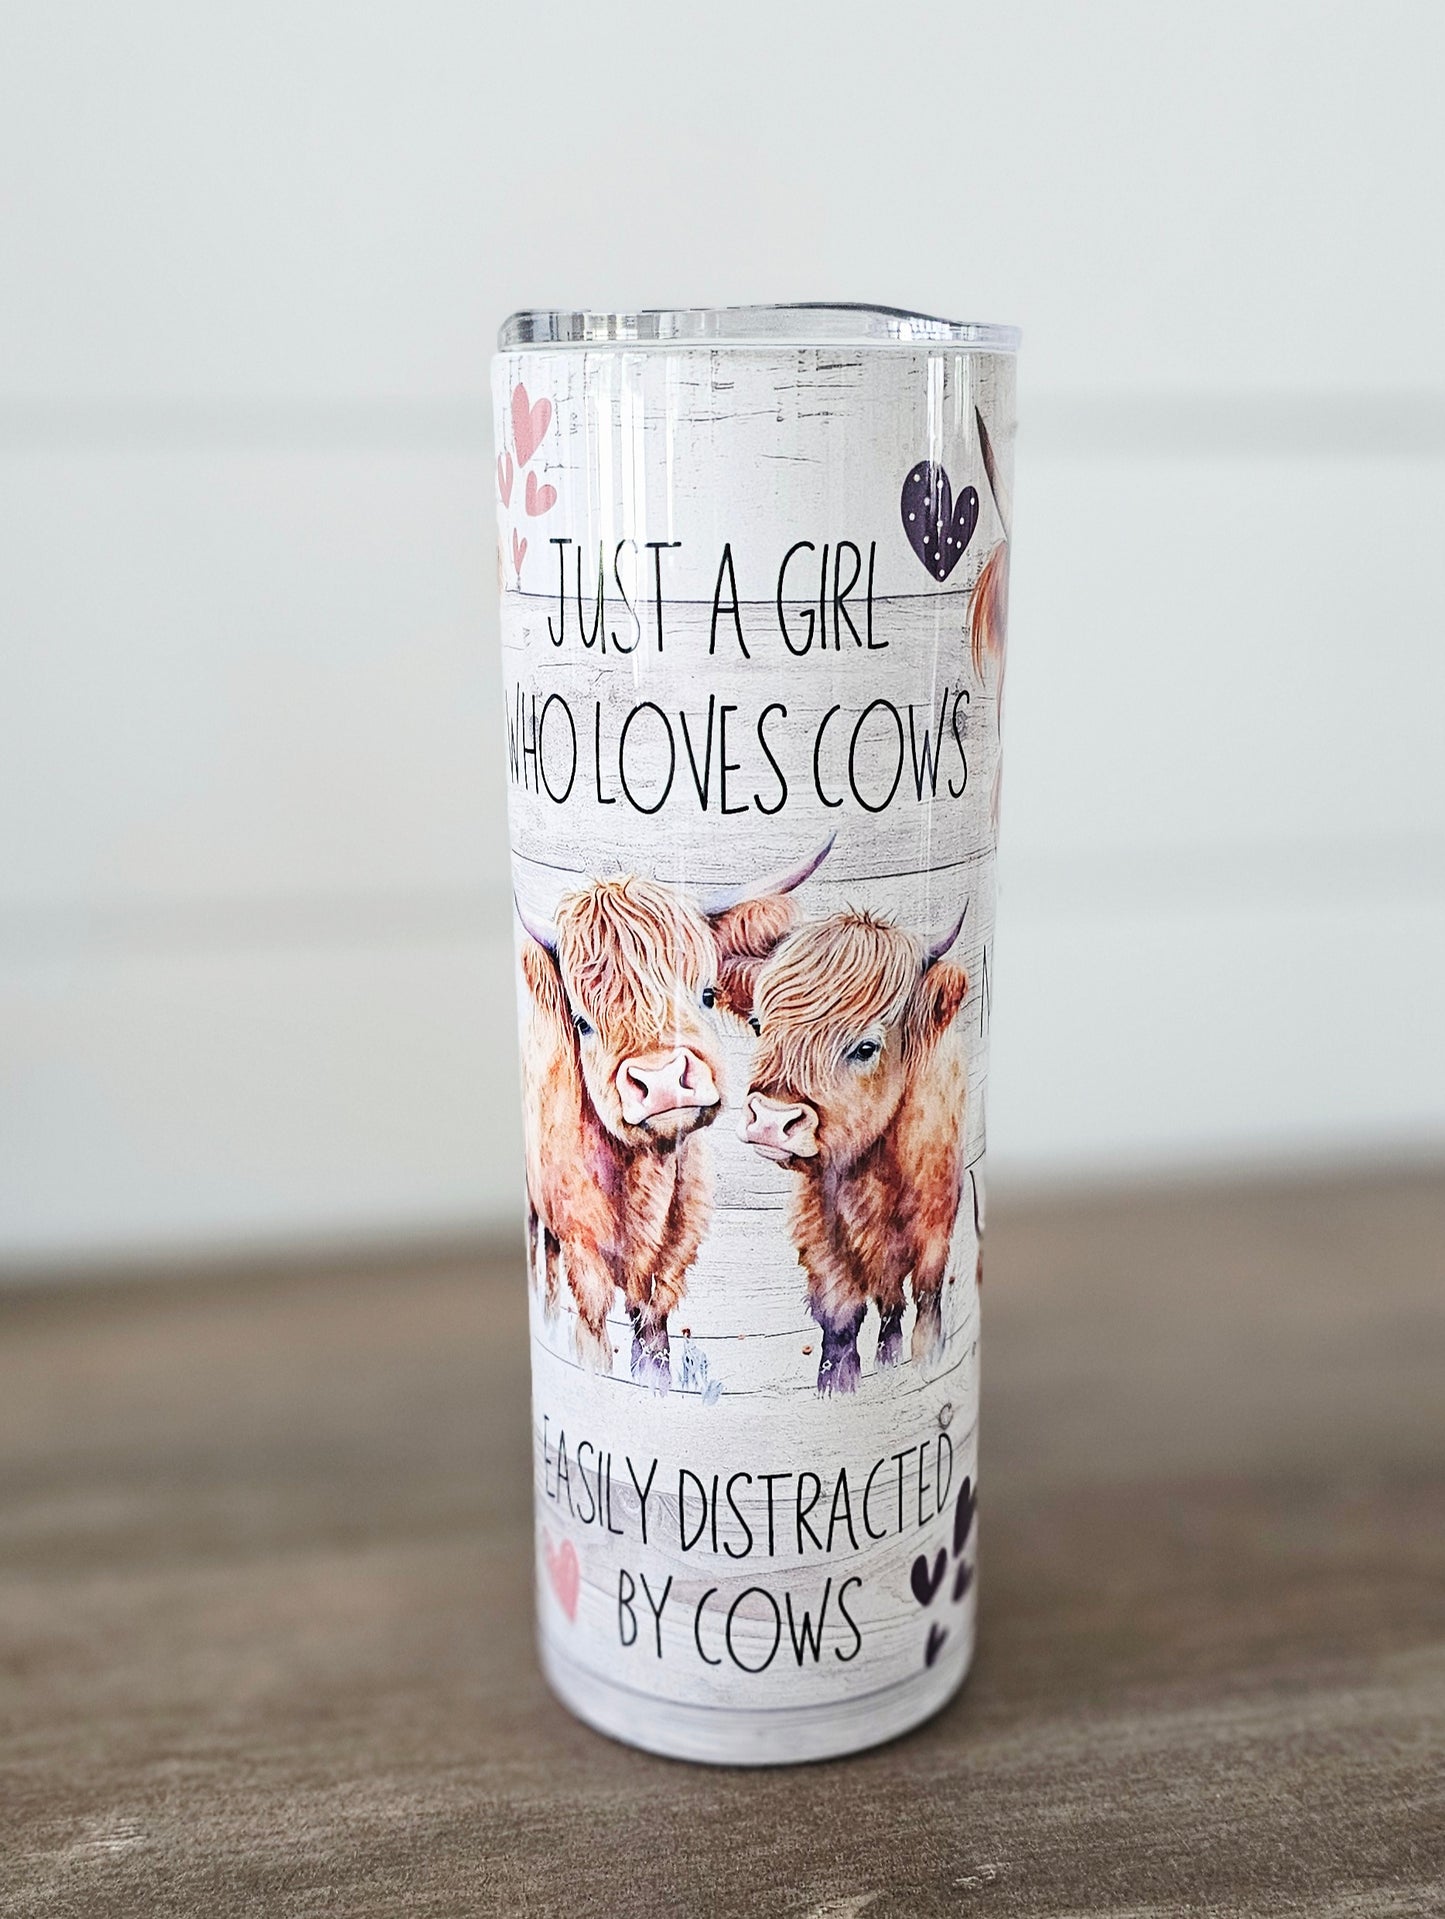 JUST A GIRL
WHO LOVES COWS
EASILY DISTRACTED
BY COWS